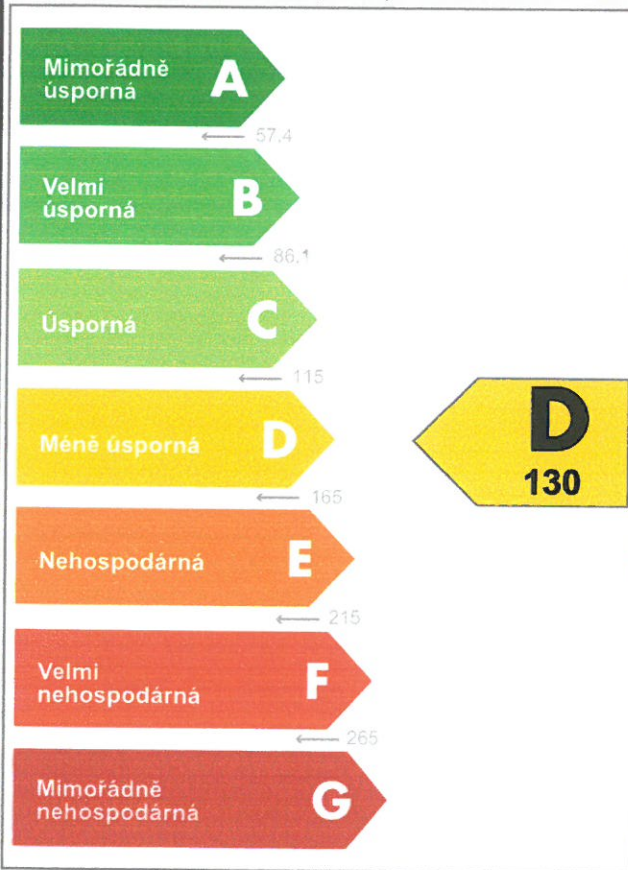 Mimořádně
úsporná
A
57,4
Velmi
úsporná
B
86,1
Úsporná
C
115
Méně úsporná
D
165
D
130
Nehospodárná
E
215
Velmi
nehospodárná
F
265
Mimořádně
nehospodárná
G